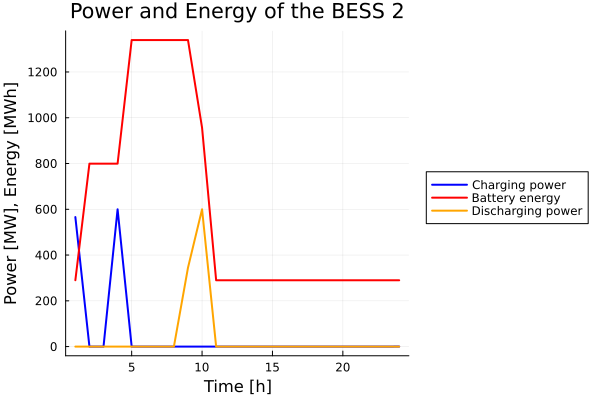 Power and Energy of the BESS 2
Power [MW], Energy [MWh]
1200
1000
800
600
400
200
0
5
10
15
20
Time [h]
Charging power
Battery energy
Discharging power